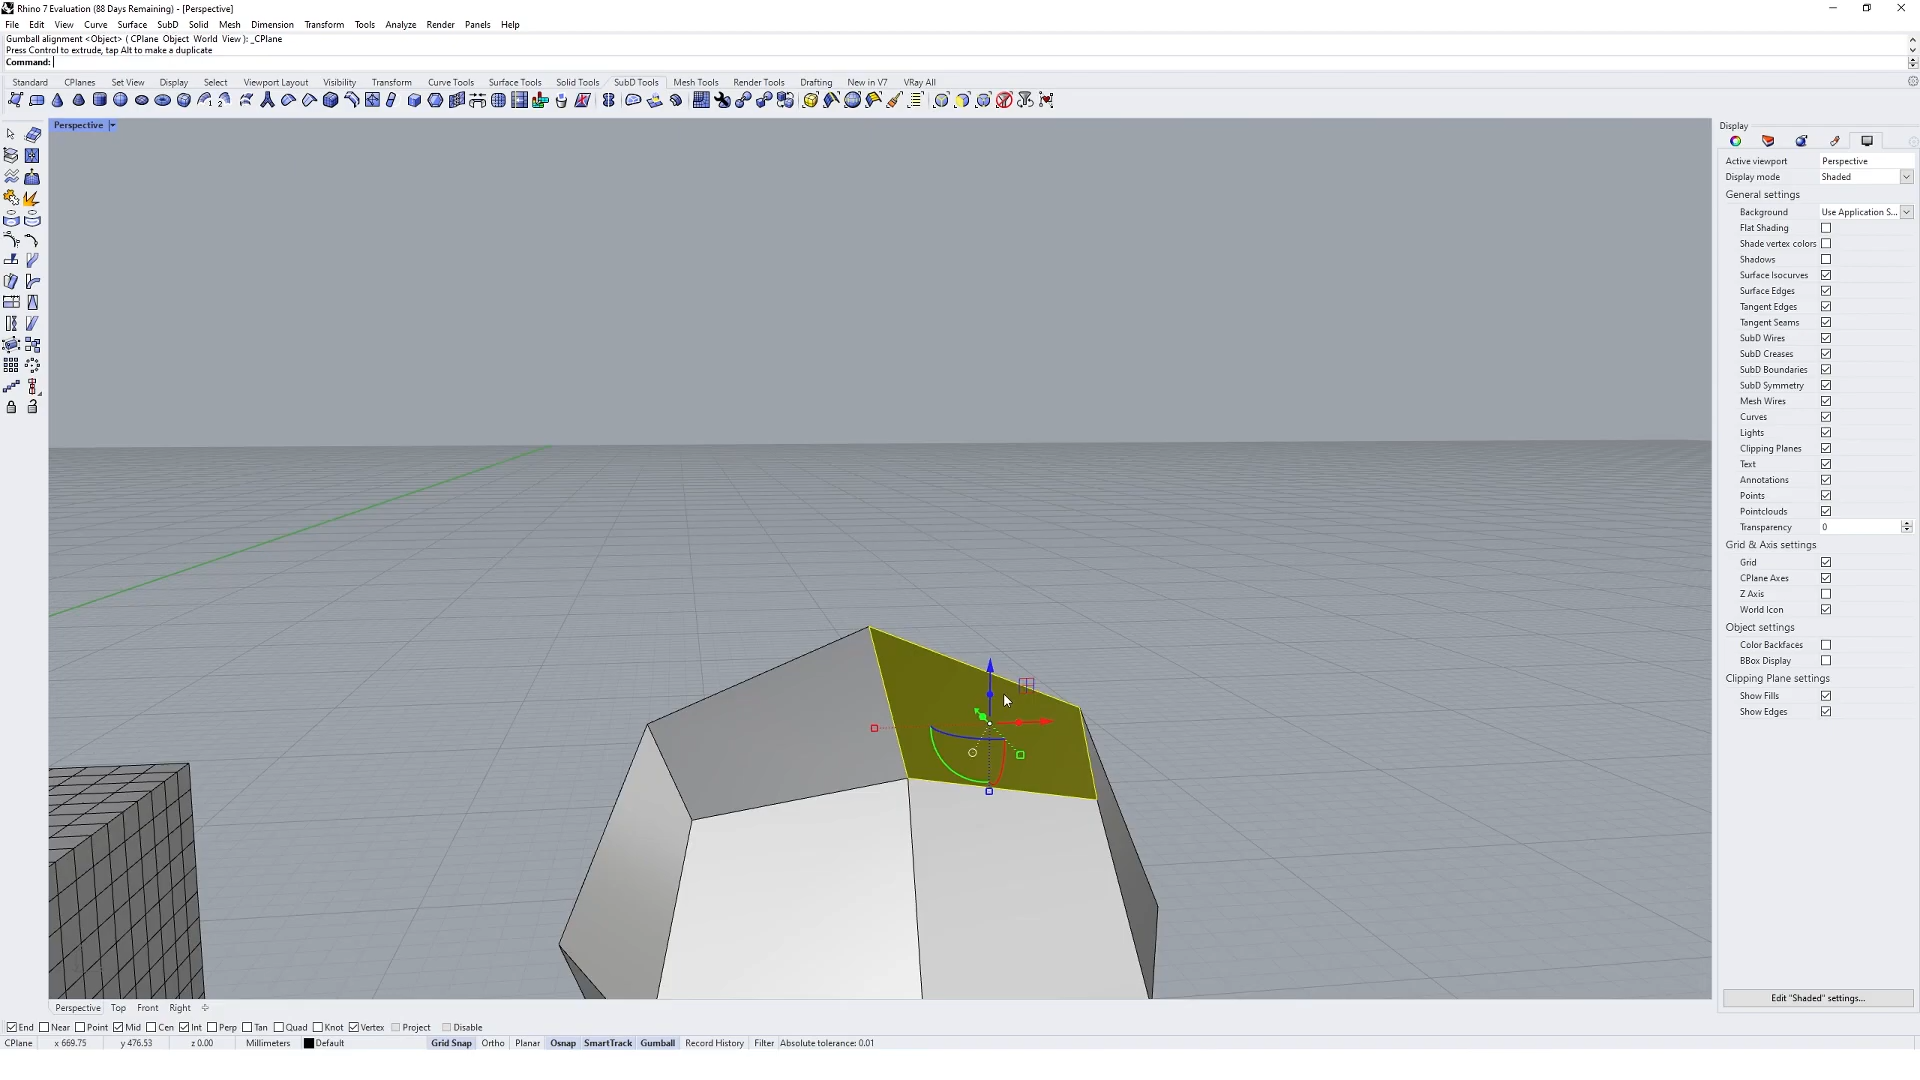 Rhino 7 Evaluation (88 Days Remaining) - [Perspective]
File Edit View Curve Surface SubD Solid Mesh Dimension Transform Tools Analyze Render Panels Help
Gumball alignment <Object> ( CPlane Object World View ): _CPlane
Press Control to extrude, tap Alt to make a duplicate
Command:
Standard CPlanes Set View Display Select Viewport Layout Visibility Transform Curve Tools Surface Tools Solid Tools SubD Tools Mesh Tools Render Tools Drafting New in V7 VRay All
Perspective
Display
Active viewport Perspective
Display mode Shaded
General settings
Background Use Application S...
Flat Shading
Shade vertex colors
Shadows
Surface Isocurves
Surface Edges
Tangent Edges
Tangent Seams
SubD Wires
SubD Creases
SubD Boundaries
SubD Symmetry
Mesh Wires
Curves
Lights
Clipping Planes
Text
Annotations
Points
Pointclouds
Transparency 0
Grid & Axis settings
Grid
CPlane Axes
Z Axis
World Icon
Object settings
Color Backfaces
BBox Display
Clipping Plane settings
Show Fills
Show Edges
Edit "Shaded" settings...
Perspective Top Front Right
End Near Point Mid Cen Int Perp Tan Quad Knot Vertex Project Disable
CPlane x 669.75 y 476.53 z 0.00 Millimeters Default Grid Snap Ortho Planar Osnap SmartTrack Gumball Record History Filter Absolute tolerance: 0.01